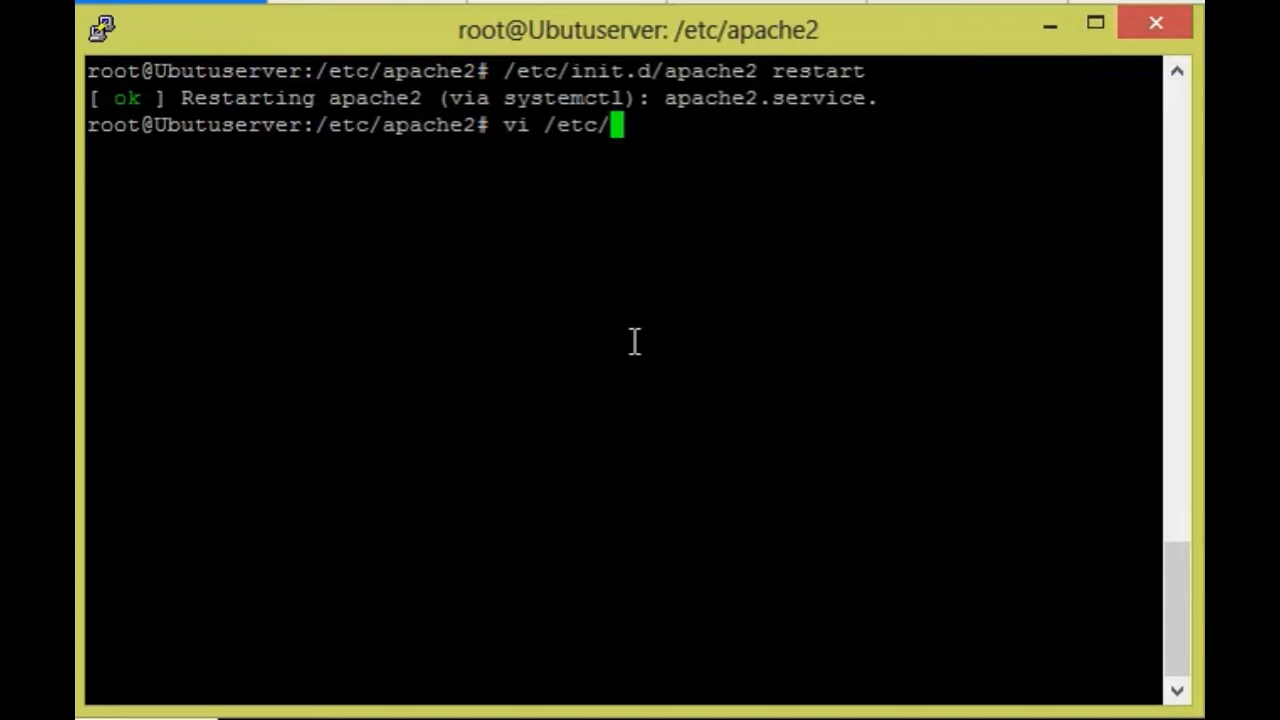 root@Ubutuserver: /etc/apache2
root@Ubutuserver:/etc/apache2# /etc/init.d/apache2 restart
[ ok ] Restarting apache2 (via systemctl): apache2.service.
root@Ubutuserver:/etc/apache2# vi /etc/